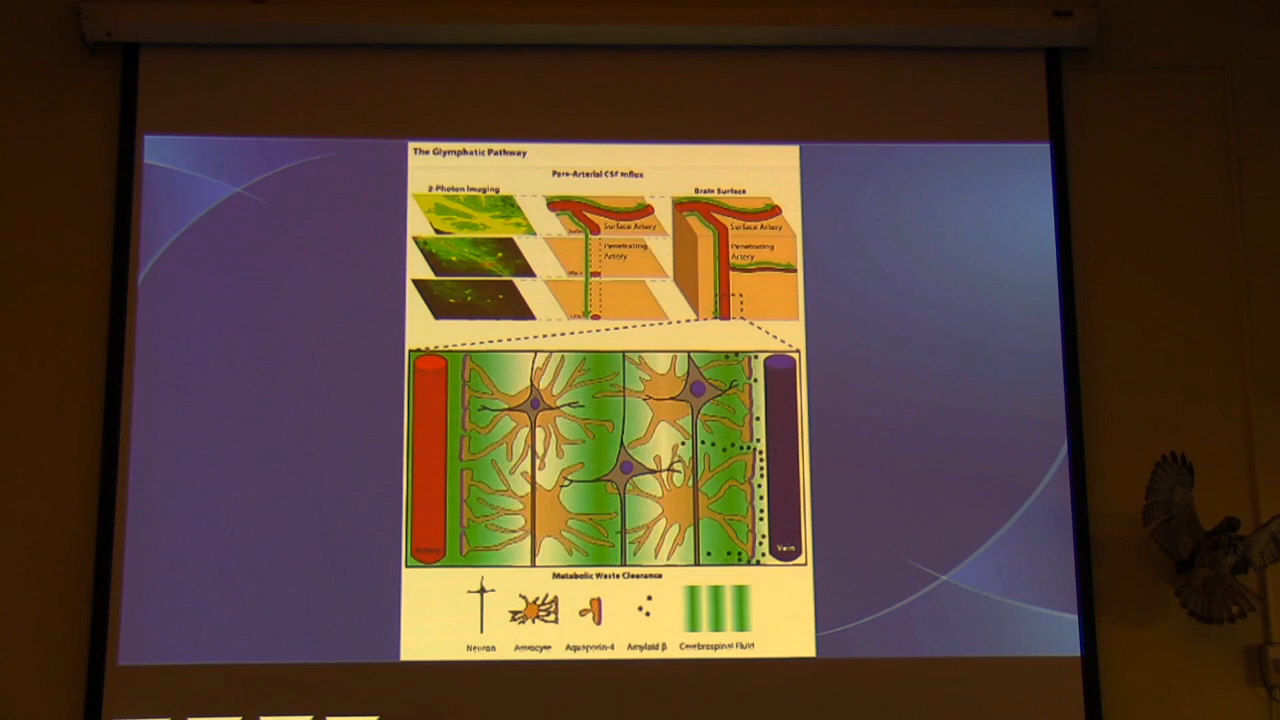 The Glymphatic Pathway
Para-Arterial CSF Influx
2-Photon Imaging
Brain Surface
Surface Artery
Surface Artery
Penetrating
Artery
Penetrating
Artery
Artery
Vein
Metabolic Waste Clearance
Neuron
Astrocyte
Aquaporin-4
Amyloid β
Cerebrospinal Fluid